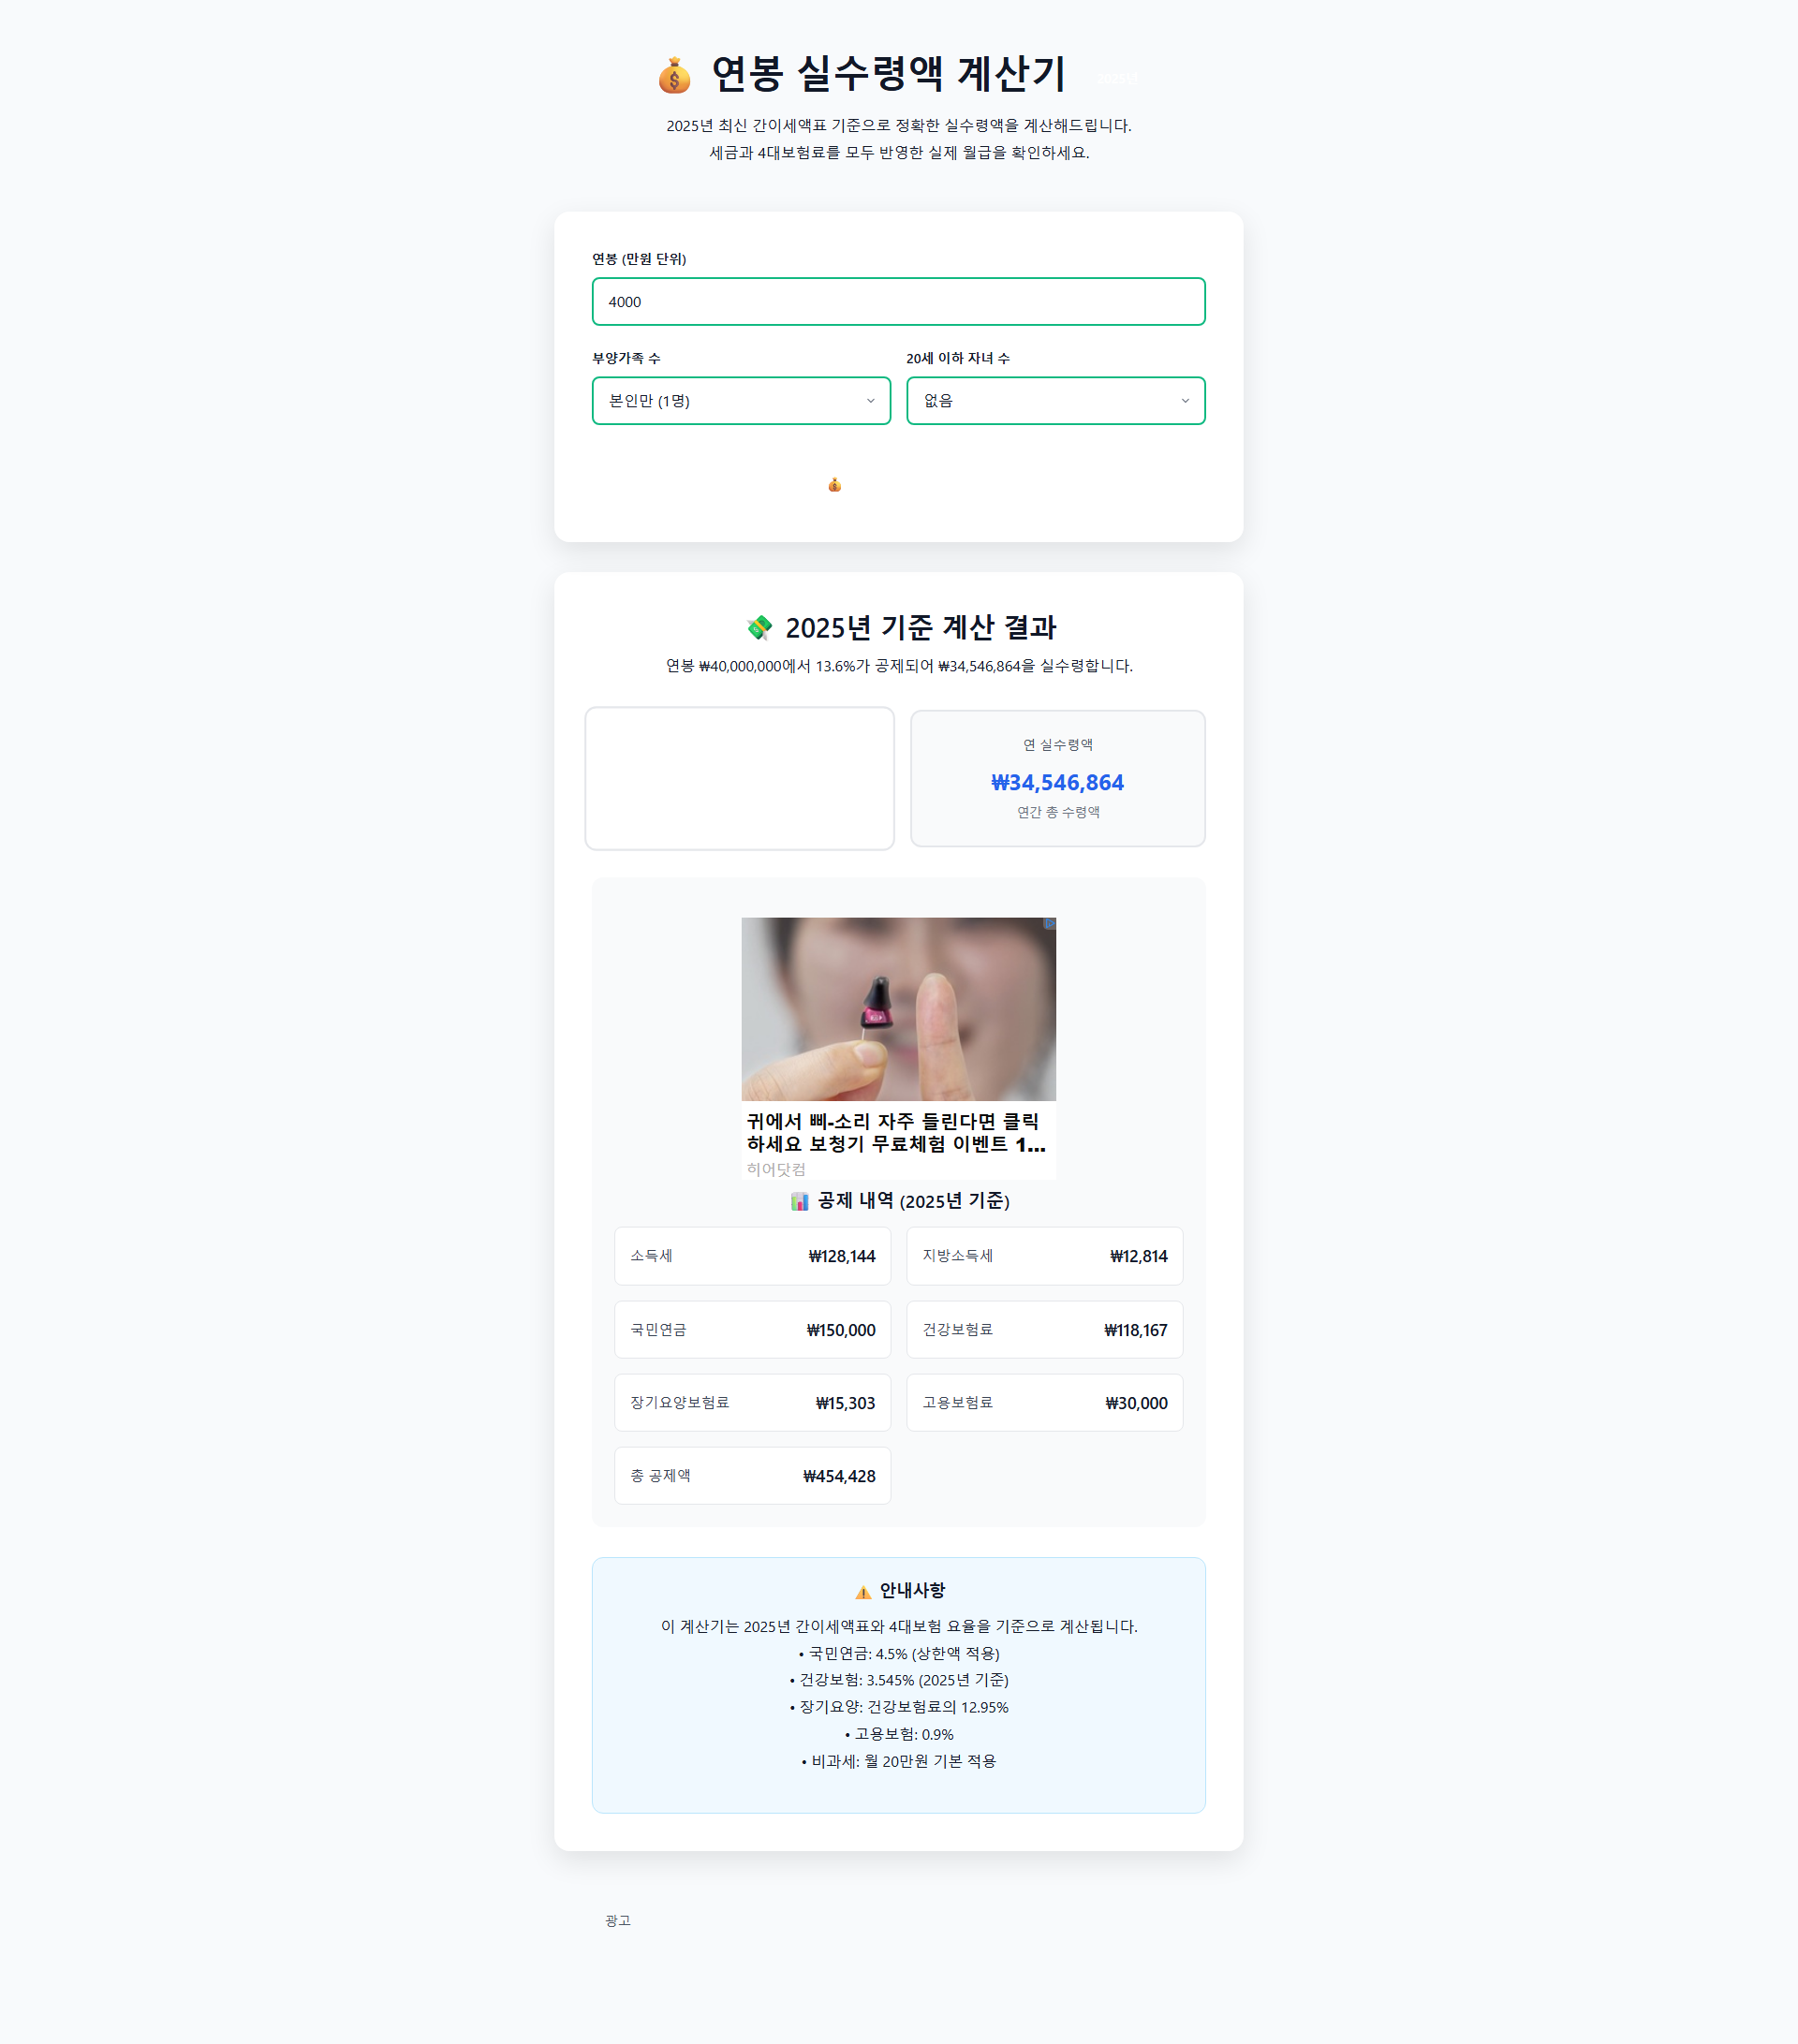 💰 연봉 실수령액 계산기
2025년 최신 간이세액표 기준으로 정확한 실수령액을 계산해드립니다.
세금과 4대보험료를 모두 반영한 실제 월급을 확인하세요.
연봉 (만원 단위)
4000
부양가족 수
20세 이하 자녀 수
본인만 (1명)
없음
💰
💸 2025년 기준 계산 결과
연봉 ₩40,000,000에서 13.6%가 공제되어 ₩34,546,864을 실수령합니다.
연 실수령액
₩34,546,864
연간 총 수령액
귀에서 삐-소리 자주 들린다면 클릭
하세요 보청기 무료체험 이벤트 1...
히어닷컴
📊 공제 내역 (2025년 기준)
소득세 ₩128,144
지방소득세 ₩12,814
국민연금 ₩150,000
건강보험료 ₩118,167
장기요양보험료 ₩15,303
고용보험료 ₩30,000
총 공제액 ₩454,428
⚠️ 안내사항
이 계산기는 2025년 간이세액표와 4대보험 요율을 기준으로 계산됩니다.
• 국민연금: 4.5% (상한액 적용)
• 건강보험: 3.545% (2025년 기준)
• 장기요양: 건강보험료의 12.95%
• 고용보험: 0.9%
• 비과세: 월 20만원 기본 적용
광고